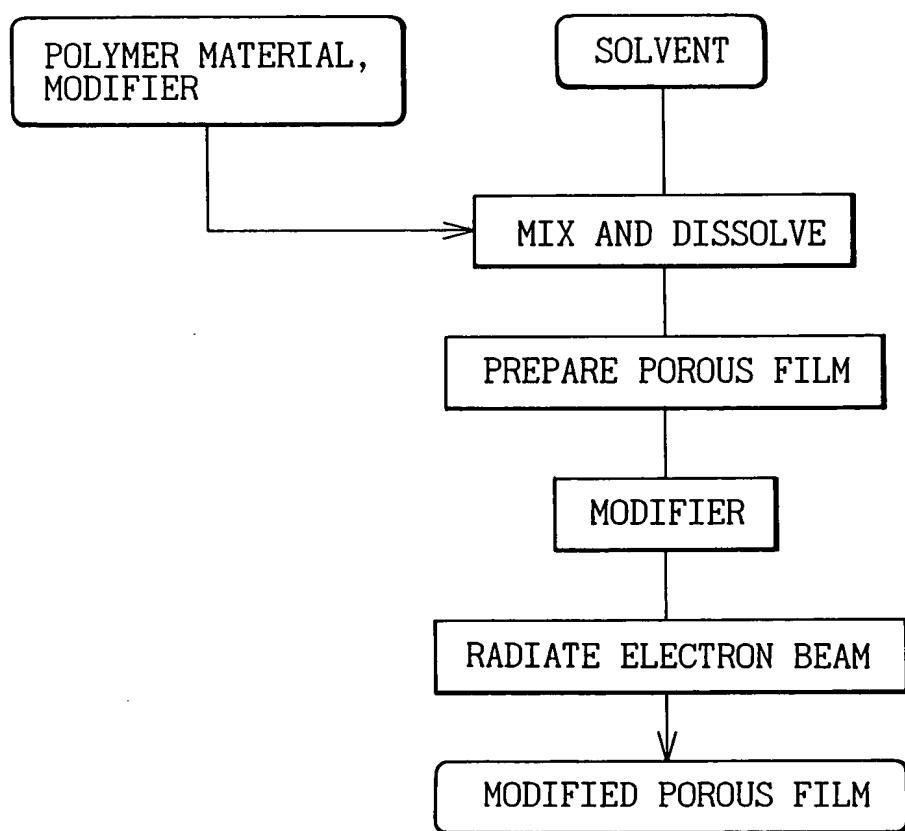 POLYMER MATERIAL,
MODIFIER
SOLVENT
MIX AND DISSOLVE
PREPARE POROUS FILM
MODIFIER
RADIATE ELECTRON BEAM
MODIFIED POROUS FILM